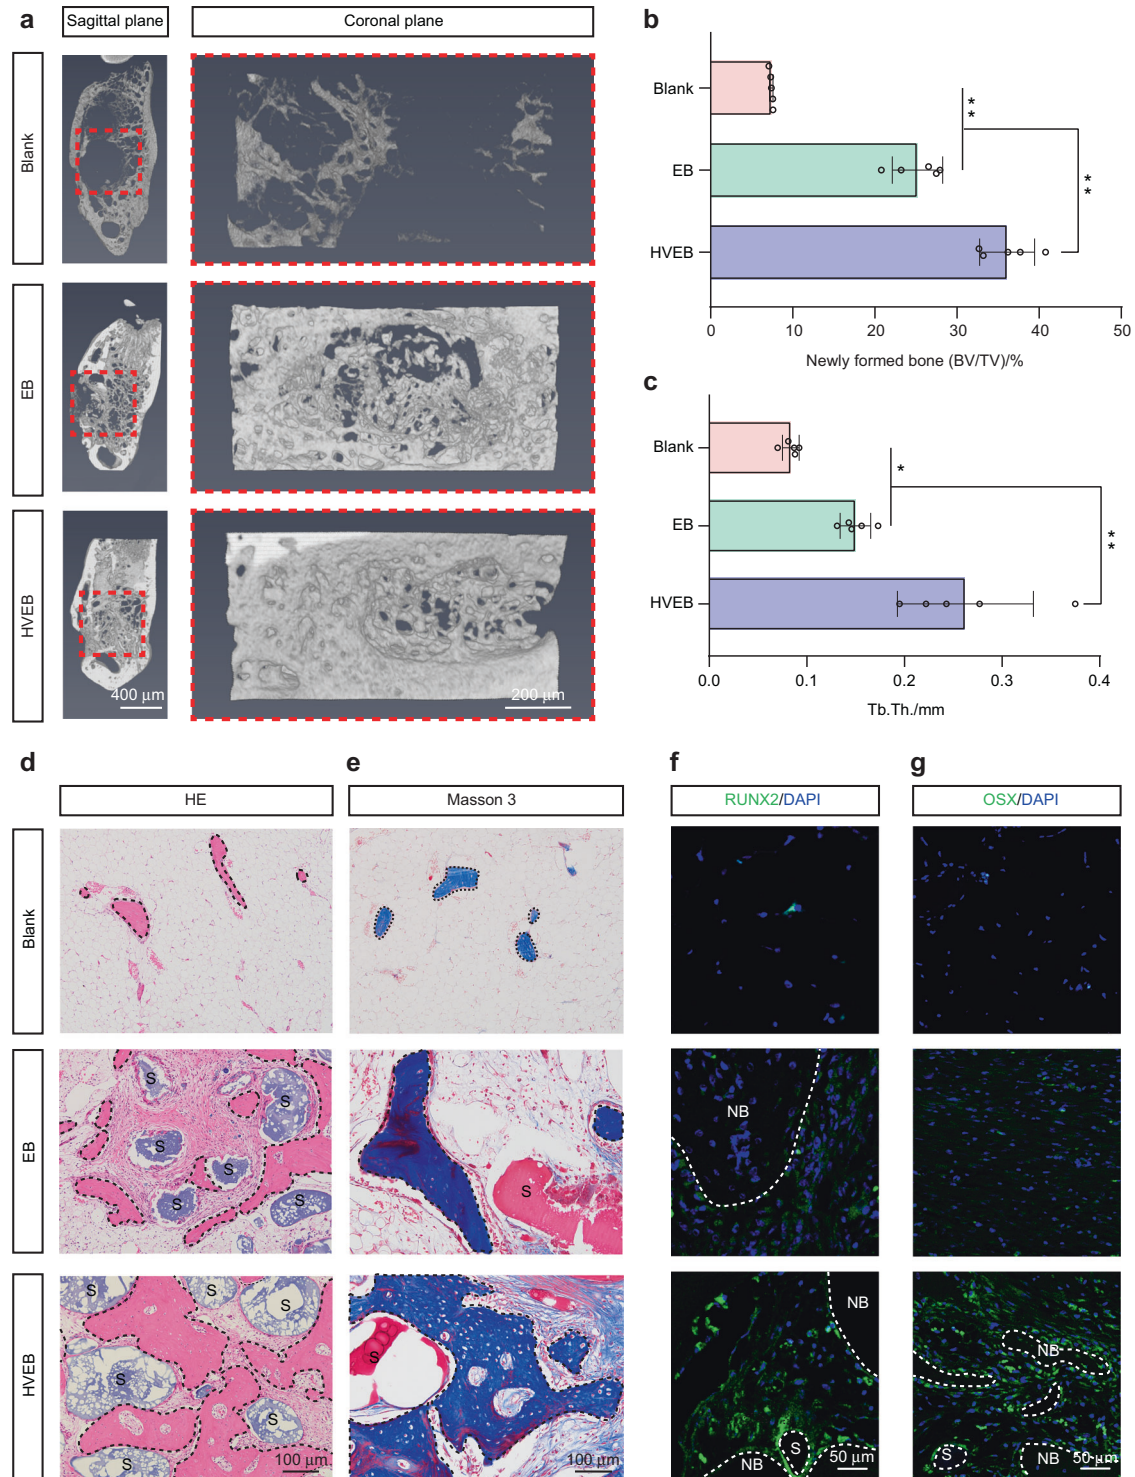 a
Sagittal plane
Coronal plane
Blank
EB
HVEB
400 μm
200 μm
b
Blank
EB
HVEB
**
**
0 10 20 30 40 50
Newly formed bone (BV/TV)/%
c
Blank
EB
HVEB
*
**
0.0 0.1 0.2 0.3 0.4
Tb.Th./mm
d
HE
e
Masson 3
f
RUNX2/DAPI
g
OSX/DAPI
Blank
EB
S
S
S
S
S
S
S
NB
HVEB
S
S
S
S
S
S
100 μm
S
100 μm
NB
S
50 μm
NB
S
NB
50 μm